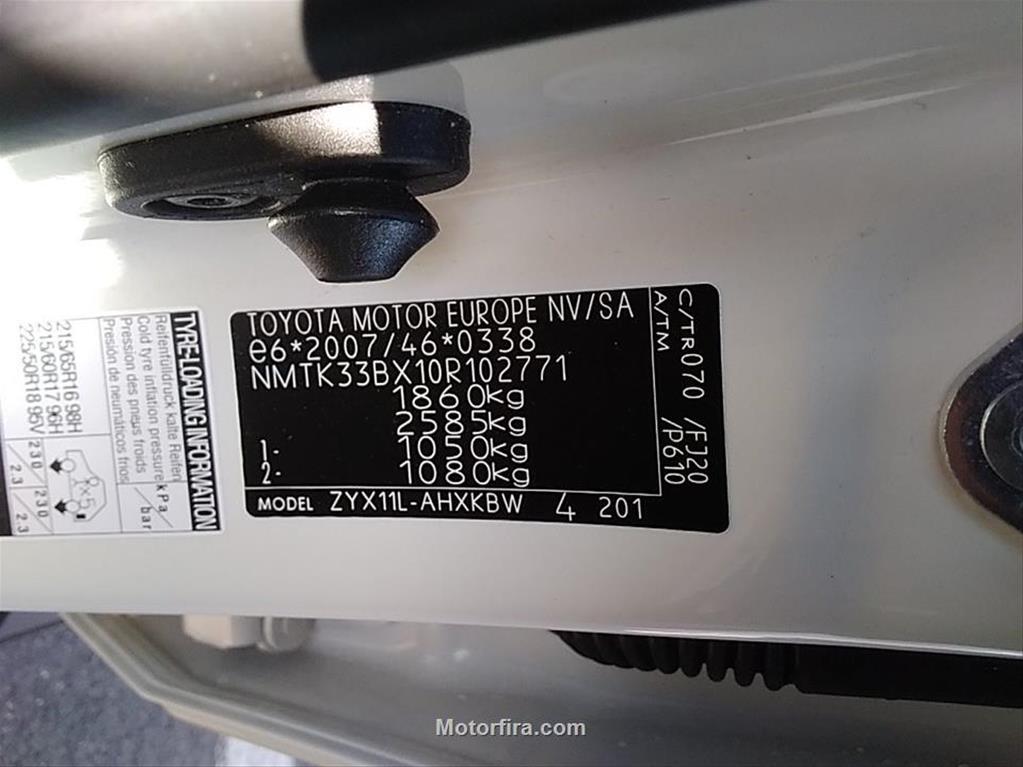 TOYOTA MOTOR EUROPE NV/SA
e6*2007/46*0338
NMTK33BX10R102771
1860kg
2585kg
1- 1050kg
2- 1080kg
MODEL ZYX11L-AHXKBW 4 201
C/TR070 /FJ20
A/TM /P610
TYRE-LOADING INFORMATION
Reifenfülldruck kalte Reifen
Cold tyre inflation pressure
Pression des pneus froids
Presión de neumáticos fríos
kPa/
/bar
215/65R16 98H
215/60R17 96H
225/50R18 95V
230 230
2.3 2.3
1×5
Motorfira.com